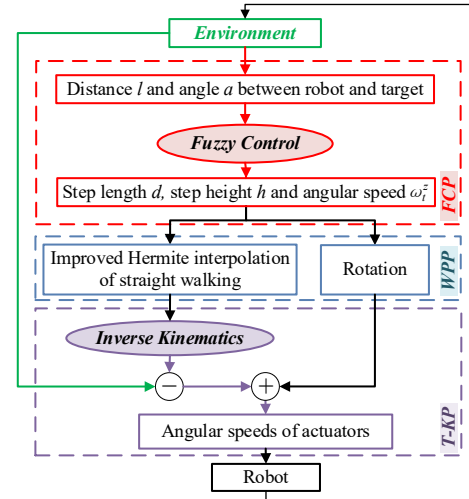 Environment
Distance l and angle a between robot and target
Fuzzy Control
Step length d, step height h and angular speed ω_t^z
FCP
Improved Hermite interpolation
of straight walking
Rotation
WPP
Inverse Kinematics
−
+
Angular speeds of actuators
T-KP
Robot